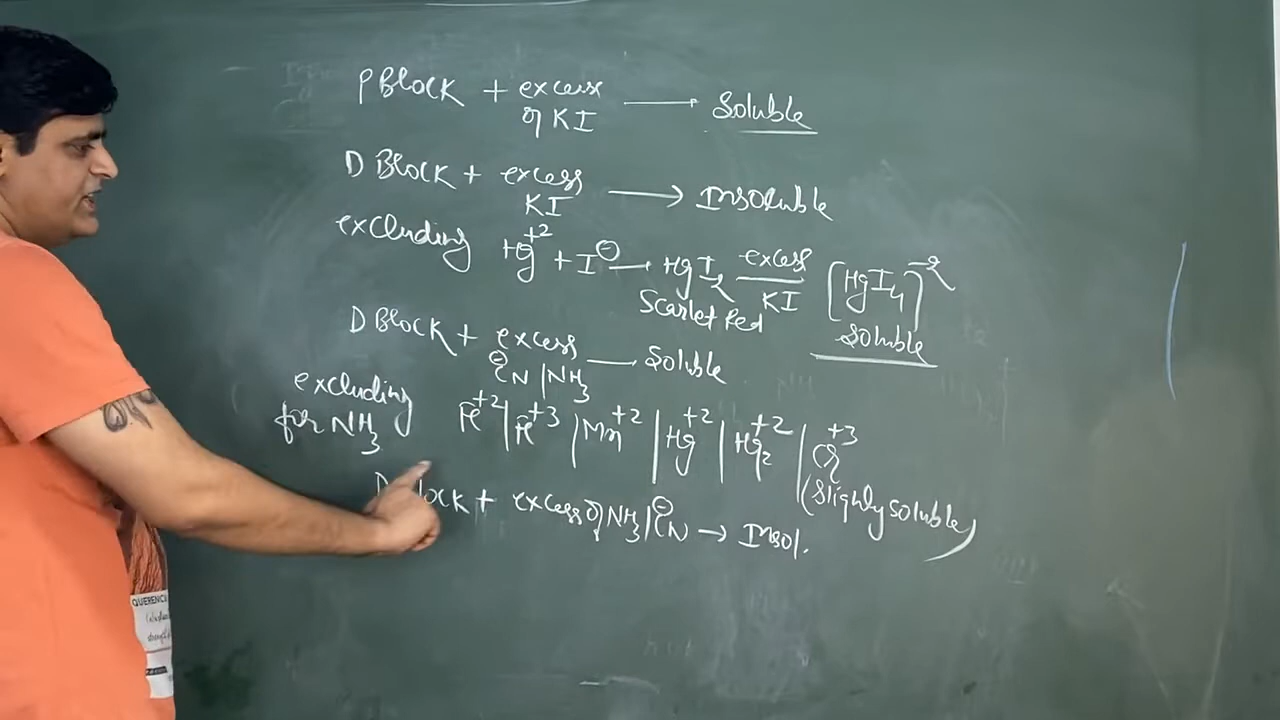 P Block + excess of KI → Soluble
D Block + excess KI → Insoluble
excluding Hg+2 + I⊖ → HgI2 excess KI [HgI4]-2
Scarlet Red Soluble
D Block + excess ⊖CN | NH3 — Soluble
excluding for NH3 Fe+2 | Fe+3 | Mn+2 | Hg+2 | Hg2+2 | Cr+3
(Slighly soluble)
D Block + excess of NH3 | ⊖CN → Insol.
QUERENC